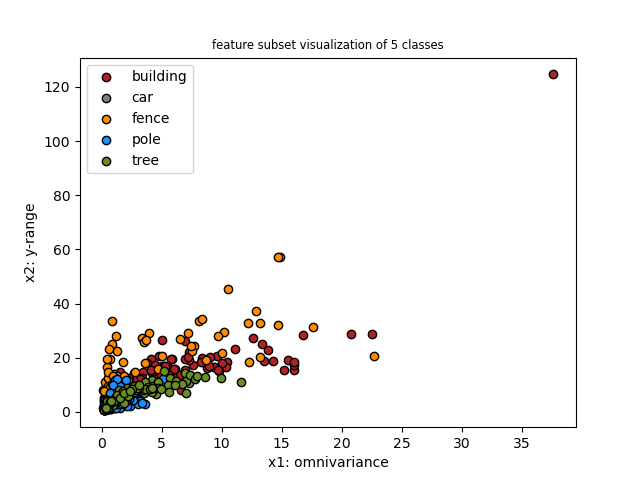 feature subset visualization of 5 classes
building
car
fence
pole
tree
120
100
80
60
40
20
0
x2: y-range
0 5 10 15 20 25 30 35
x1: omnivariance